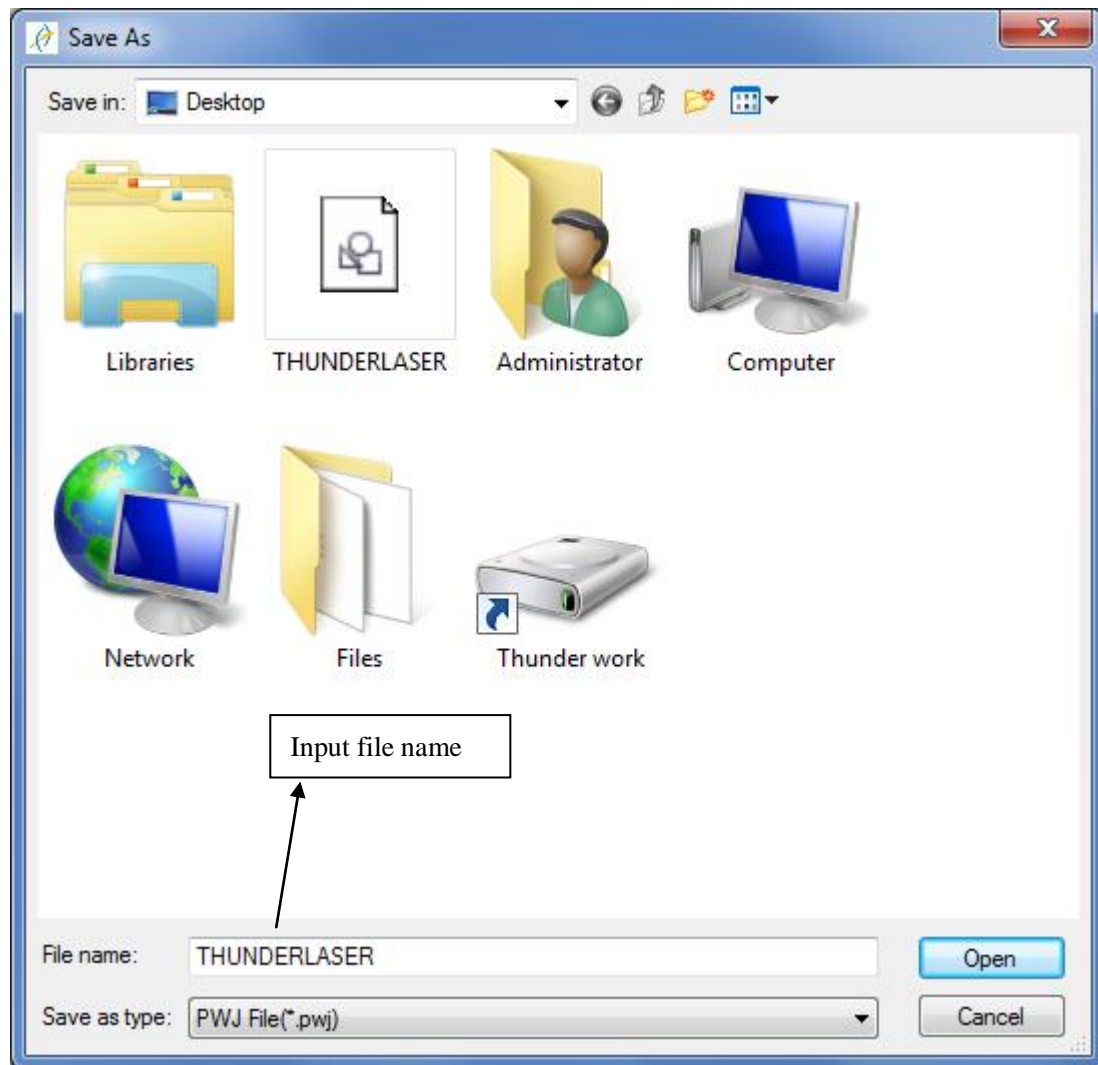 Save As
Save in: Desktop
Libraries THUNDERLASER Administrator Computer
Network Files Thunder work
Input file name
File name: THUNDERLASER Open
Save as type: PWJ File(*.pwj) Cancel